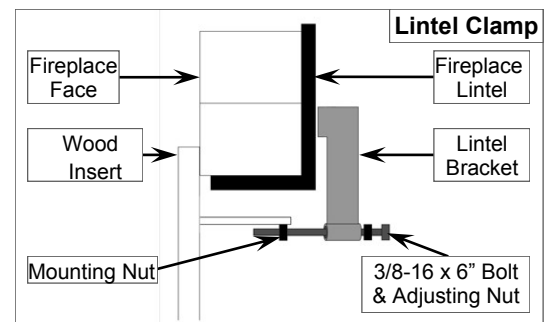 Lintel Clamp
Fireplace
Face
Fireplace
Lintel
Wood
Insert
Lintel
Bracket
Mounting Nut
3/8-16 x 6” Bolt
& Adjusting Nut